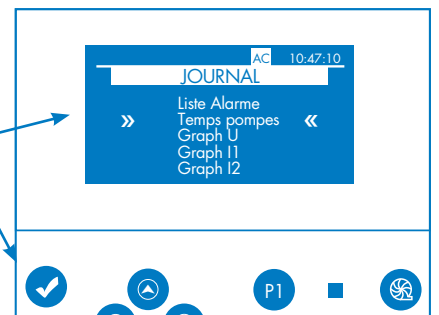 AC 10:47:10
JOURNAL
Liste Alarme
» Temps pompes «
Graph U
Graph I1
Graph I2
P1